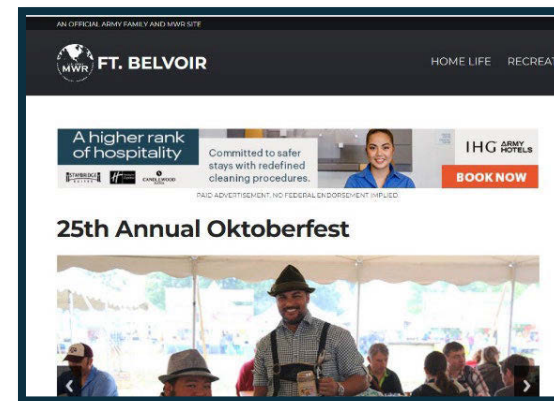 AN OFFICIAL ARMY FAMILY AND MWR SITE
MWR
FT. BELVOIR
HOME LIFE RECREAT
A higher rank
of hospitality
STAYBRIDGE
SUITES
CANDLEWOOD
SUITES
Committed to safer
stays with redefined
cleaning procedures.
IHG ARMY
HOTELS
BOOK NOW
PAID ADVERTISEMENT. NO FEDERAL ENDORSEMENT IMPLIED.
25th Annual Oktoberfest